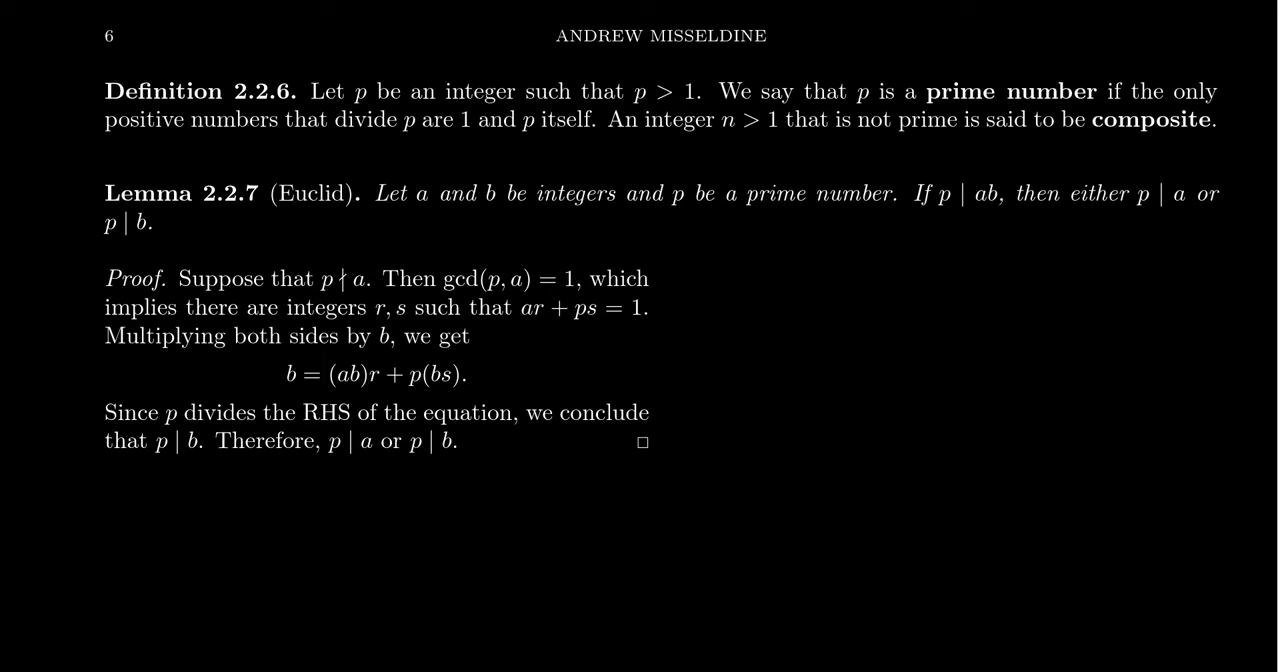 6 ANDREW MISSELDINE
Definition 2.2.6. Let p be an integer such that p > 1. We say that p is a prime number if the only
positive numbers that divide p are 1 and p itself. An integer n > 1 that is not prime is said to be composite.
Lemma 2.2.7 (Euclid). Let a and b be integers and p be a prime number. If p | ab, then either p | a or
p | b.
Proof. Suppose that p ∤ a. Then gcd(p, a) = 1, which
implies there are integers r, s such that ar + ps = 1.
Multiplying both sides by b, we get
b = (ab)r + p(bs).
Since p divides the RHS of the equation, we conclude
that p | b. Therefore, p | a or p | b. □